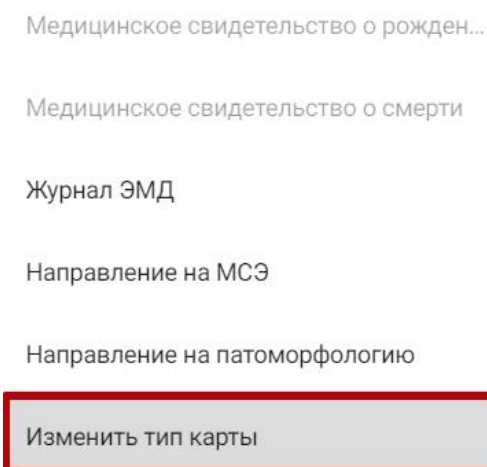 Медицинское свидетельство о рожден...
Медицинское свидетельство о смерти
Журнал ЭМД
Направление на МСЭ
Направление на патоморфологию
Изменить тип карты